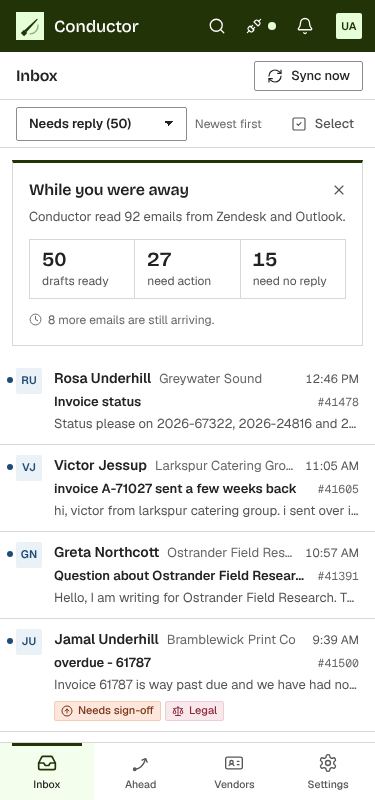 Conductor
UA
Inbox
Sync now
Needs reply (50)
Newest first
Select
While you were away
Conductor read 92 emails from Zendesk and Outlook.
50
drafts ready
27
need action
15
need no reply
8 more emails are still arriving.
RU
Rosa Underhill Greywater Sound 12:46 PM
Invoice status #41478
Status please on 2026-67322, 2026-24816 and 2...
VJ
Victor Jessup Larkspur Catering Gro... 11:05 AM
invoice A-71027 sent a few weeks back #41605
hi, victor from larkspur catering group. i sent over i...
GN
Greta Northcott Ostrander Field Res... 10:57 AM
Question about Ostrander Field Resear... #41391
Hello, I am writing for Ostrander Field Research. T...
JU
Jamal Underhill Bramblewick Print Co 9:39 AM
overdue - 61787 #41500
Invoice 61787 is way past due and we have had no...
Needs sign-off Legal
Inbox
Ahead
Vendors
Settings